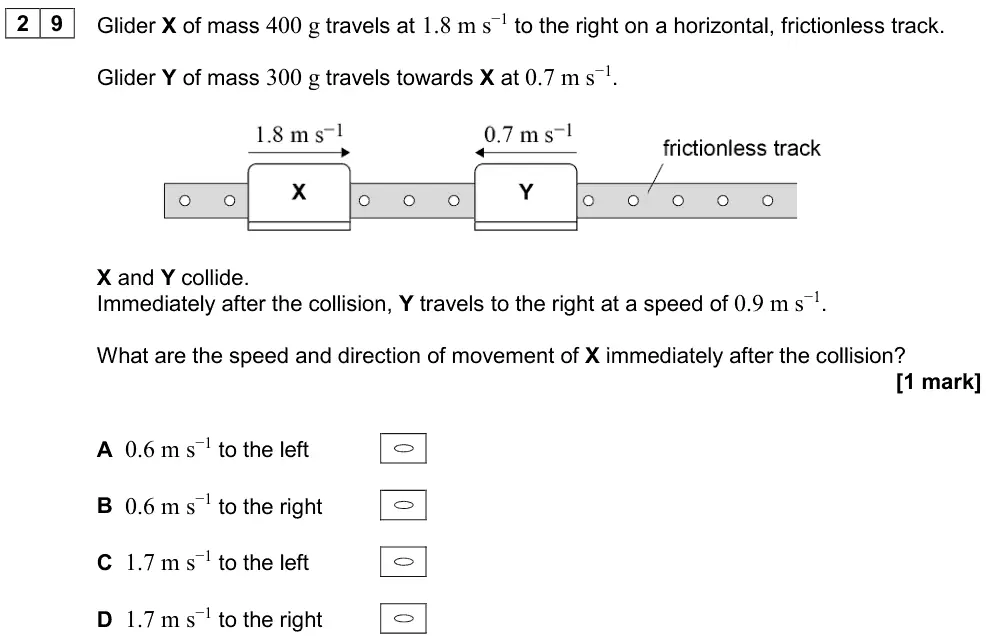 2 9 Glider X of mass 400 g travels at 1.8 m s⁻¹ to the right on a horizontal, frictionless track.
Glider Y of mass 300 g travels towards X at 0.7 m s⁻¹.
1.8 m s⁻¹ 0.7 m s⁻¹
frictionless track
X Y
X and Y collide.
Immediately after the collision, Y travels to the right at a speed of 0.9 m s⁻¹.
What are the speed and direction of movement of X immediately after the collision?
[1 mark]
A 0.6 m s⁻¹ to the left
B 0.6 m s⁻¹ to the right
C 1.7 m s⁻¹ to the left
D 1.7 m s⁻¹ to the right